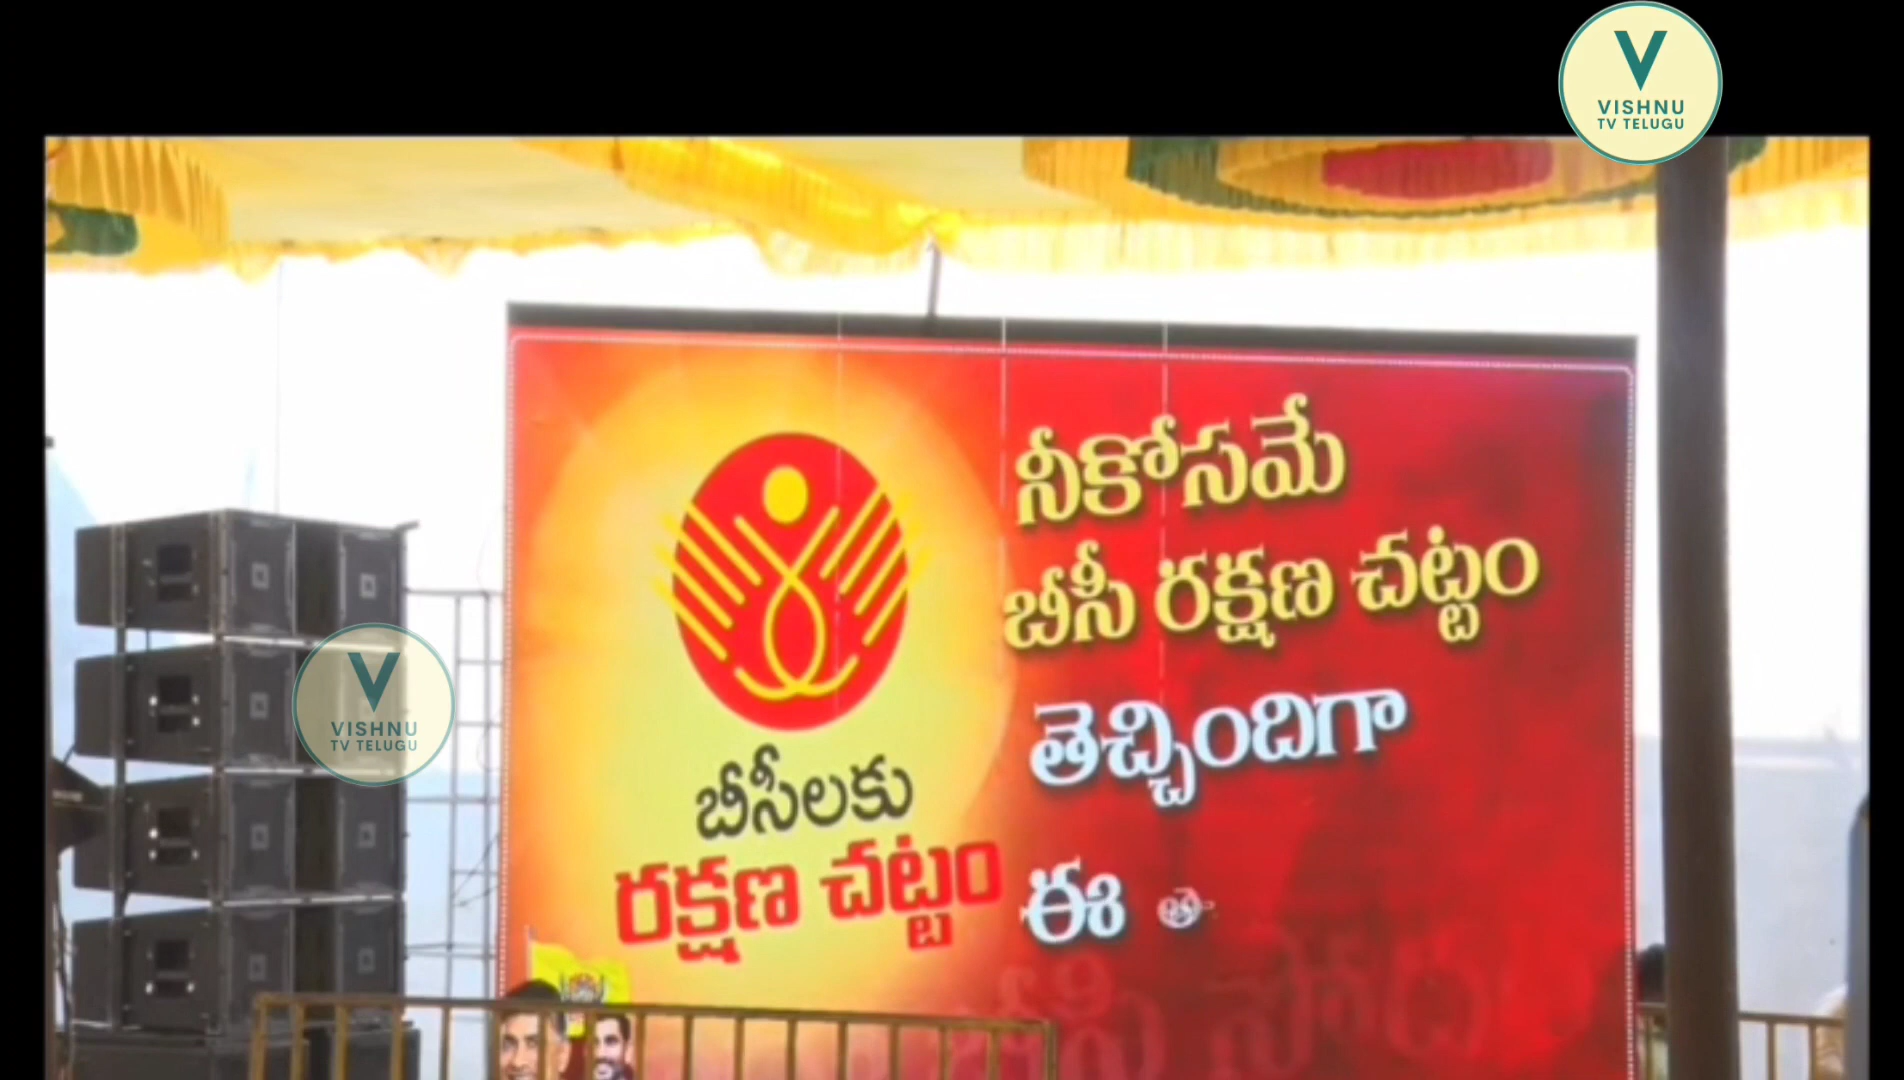 V
VISHNU
TV TELUGU
నీకోసమే
బీసీ రక్షణ చట్టం
తెచ్చిందిగా
ఈ
బీసీలకు
రక్షణ చట్టం
V
VISHNU
TV TELUGU